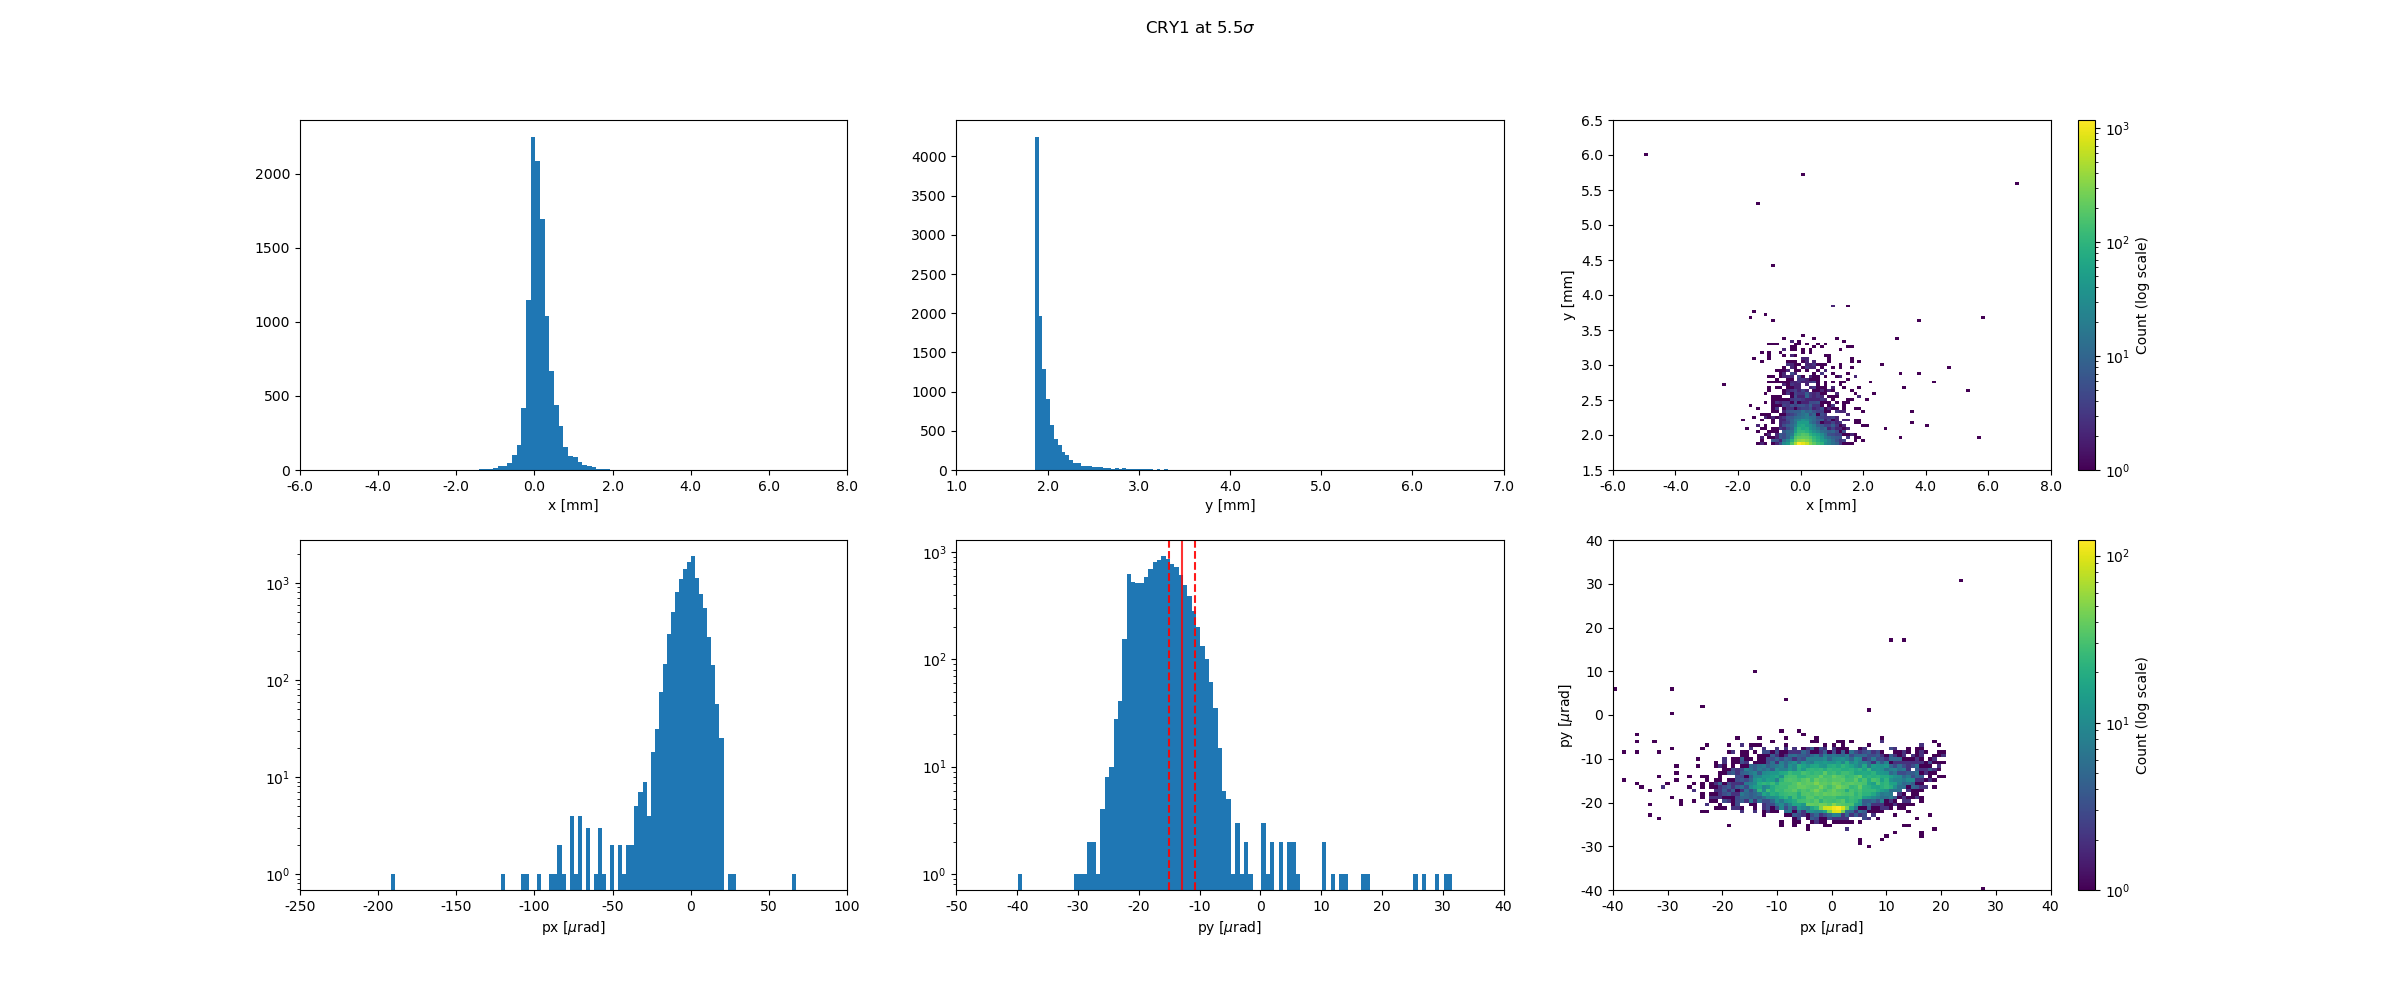 CRY1 at 5.5σ
2000
1500
1000
500
0
-6.0 -4.0 -2.0 0.0 2.0 4.0 6.0 8.0
x [mm]
4000
3500
3000
2500
2000
1500
1000
500
0
1.0 2.0 3.0 4.0 5.0 6.0 7.0
y [mm]
6.5
6.0
5.5
5.0
4.5
4.0
3.5
3.0
2.5
2.0
1.5
y [mm]
-6.0 -4.0 -2.0 0.0 2.0 4.0 6.0 8.0
x [mm]
10³
10²
10¹
10⁰
Count (log scale)
10³
10²
10¹
10⁰
-250 -200 -150 -100 -50 0 50 100
px [μrad]
10³
10²
10¹
10⁰
-50 -40 -30 -20 -10 0 10 20 30 40
py [μrad]
40
30
20
10
0
-10
-20
-30
-40
py [μrad]
-40 -30 -20 -10 0 10 20 30 40
px [μrad]
10²
10¹
10⁰
Count (log scale)